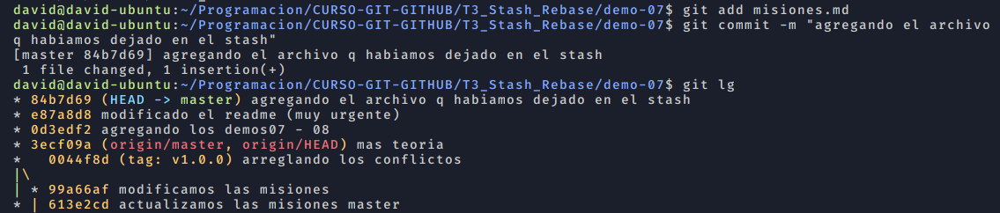 david@david-ubuntu:~/Programacion/CURSO-GIT-GITHUB/T3_Stash_Rebase/demo-07$ git add misiones.md
david@david-ubuntu:~/Programacion/CURSO-GIT-GITHUB/T3_Stash_Rebase/demo-07$ git commit -m "agregando el archivo
q habiamos dejado en el stash"
[master 84b7d69] agregando el archivo q habiamos dejado en el stash
 1 file changed, 1 insertion(+)
david@david-ubuntu:~/Programacion/CURSO-GIT-GITHUB/T3_Stash_Rebase/demo-07$ git lg
* 84b7d69 (HEAD -> master) agregando el archivo q habiamos dejado en el stash
* e87a8d8 modificado el readme (muy urgente)
* 0d3edf2 agregando los demos07 - 08
* 3ecf09a (origin/master, origin/HEAD) mas teoria
*   0044f8d (tag: v1.0.0) arreglando los conflictos
|\
| * 99a66af modificamos las misiones
* | 613e2cd actualizamos las misiones master